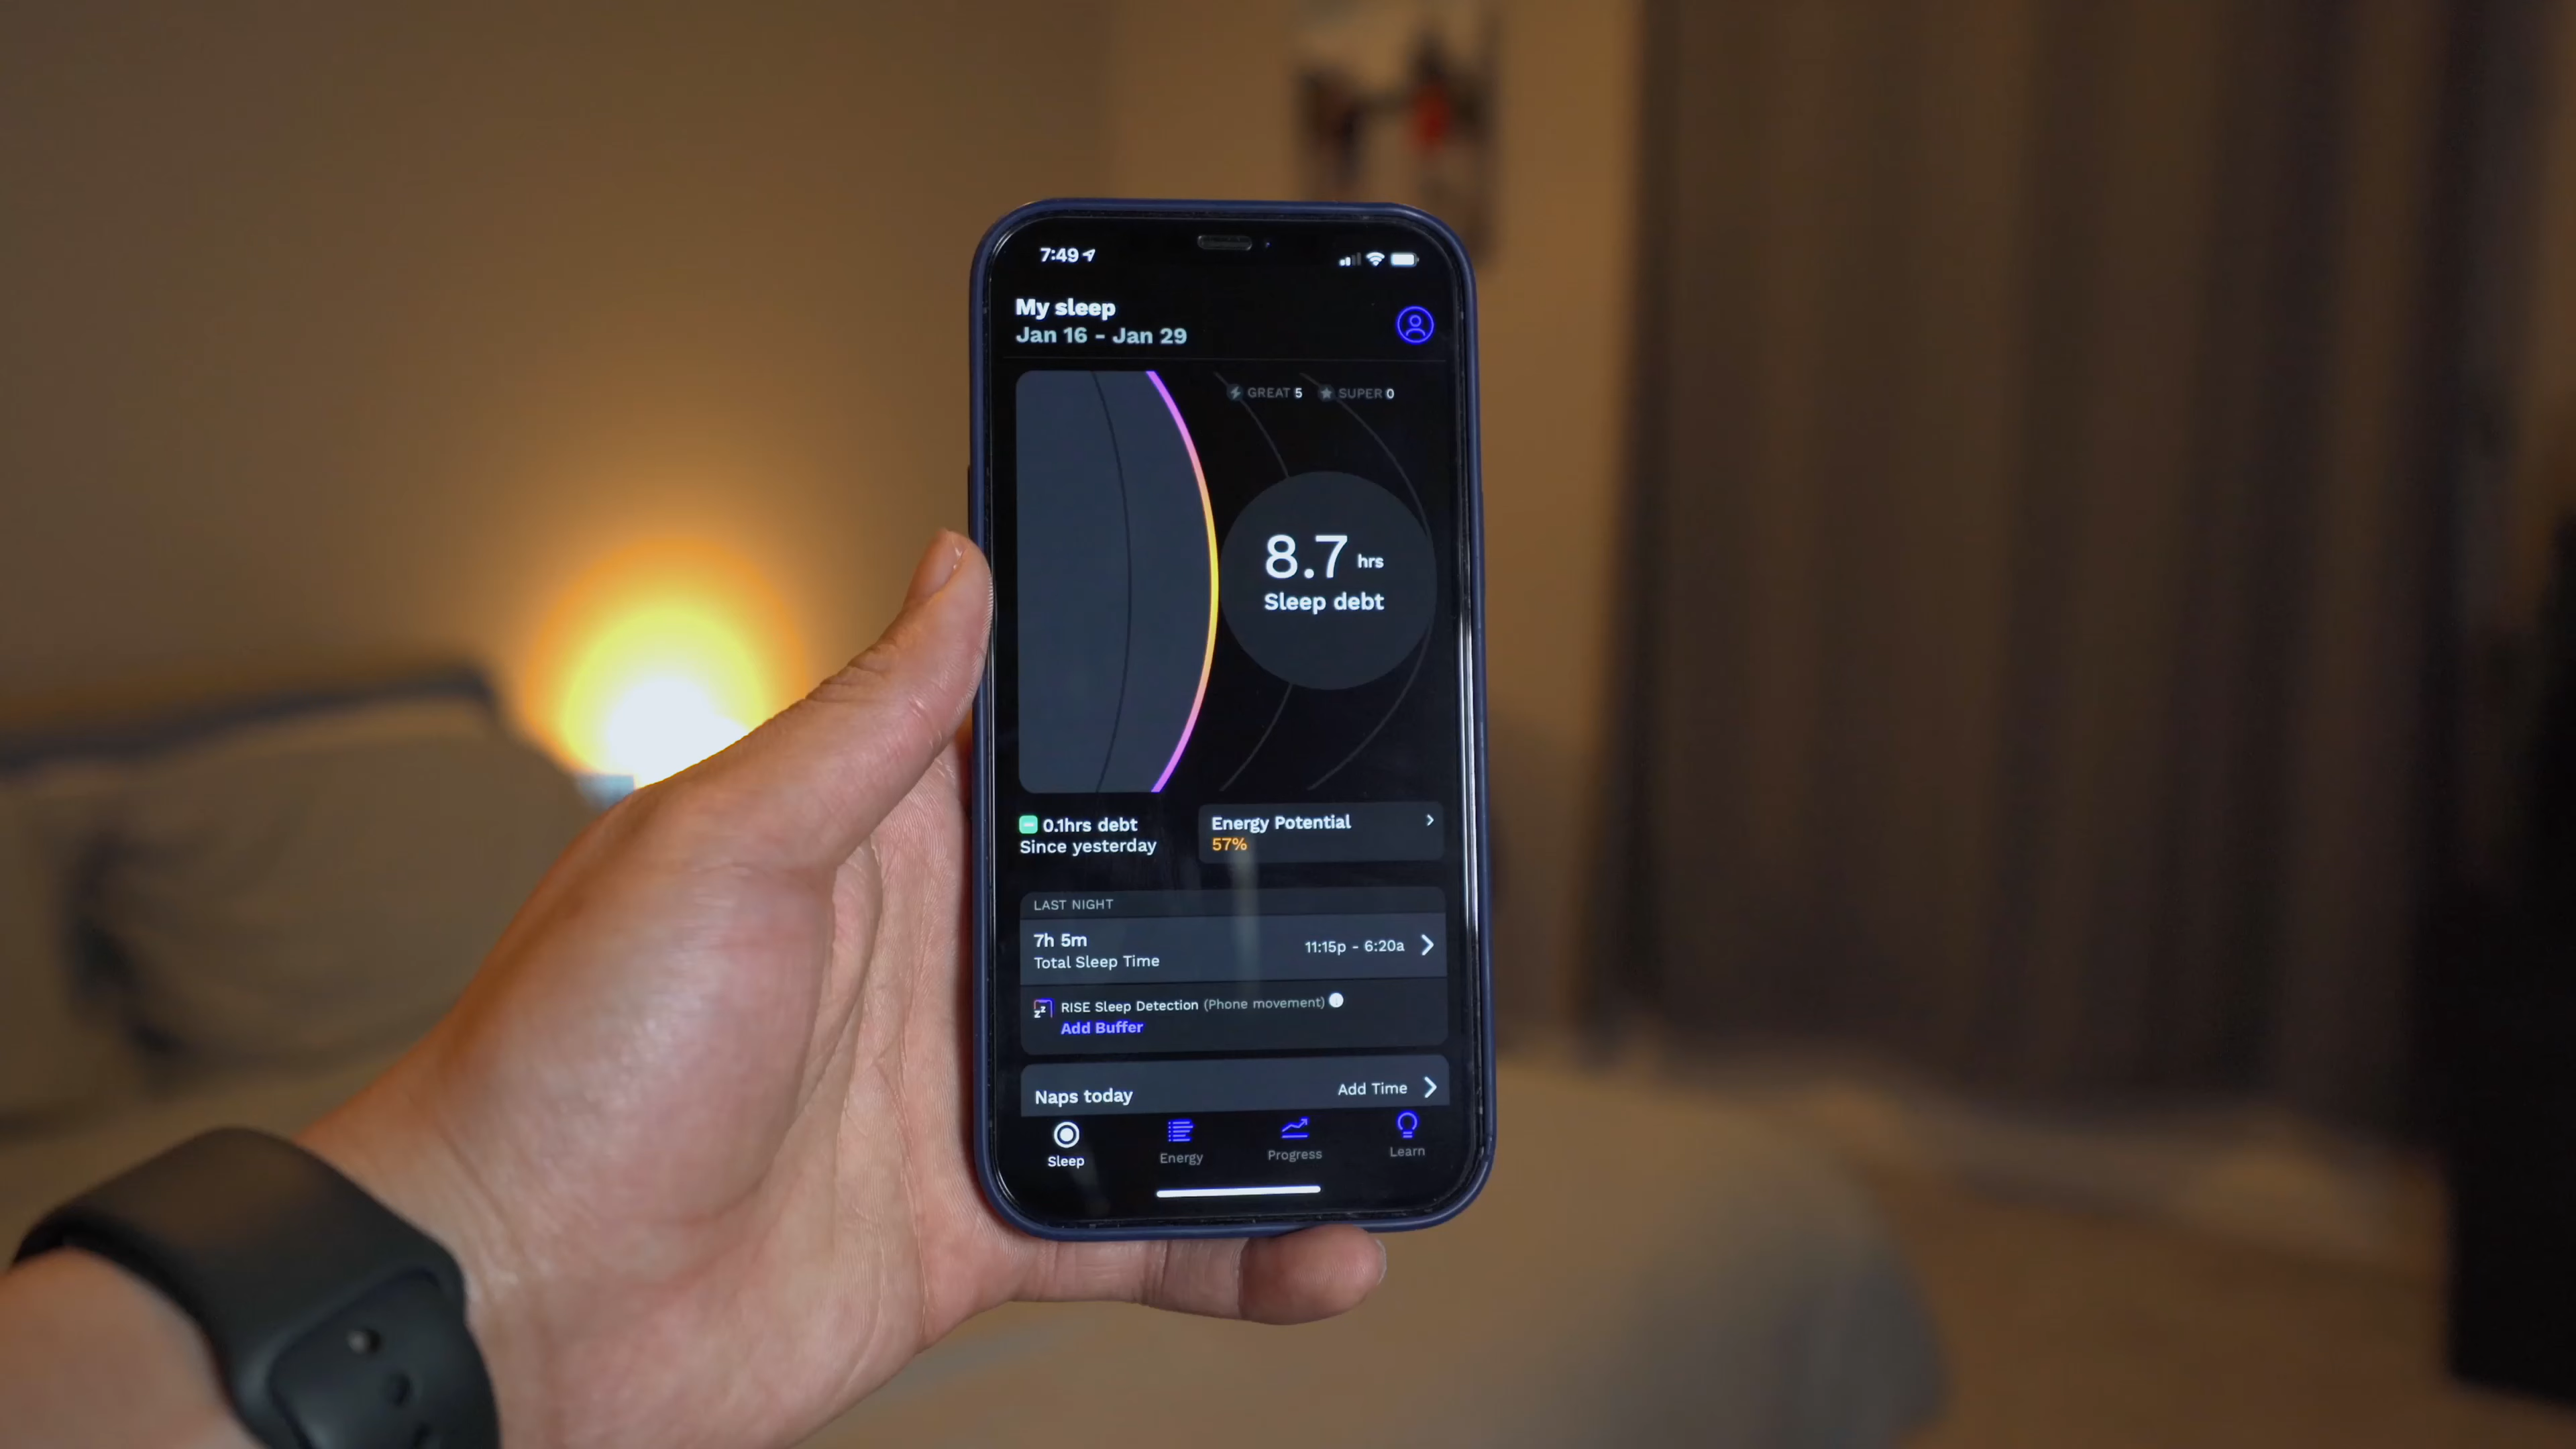 7:49
My sleep
Jan 16 - Jan 29
GREAT 5 SUPER 0
8.7 hrs
Sleep debt
0.1hrs debt
Since yesterday
Energy Potential
57%
LAST NIGHT
7h 5m
Total Sleep Time
11:15p - 6:20a
RISE Sleep Detection (Phone movement)
Add Buffer
Naps today
Add Time
Sleep
Energy
Progress
Learn